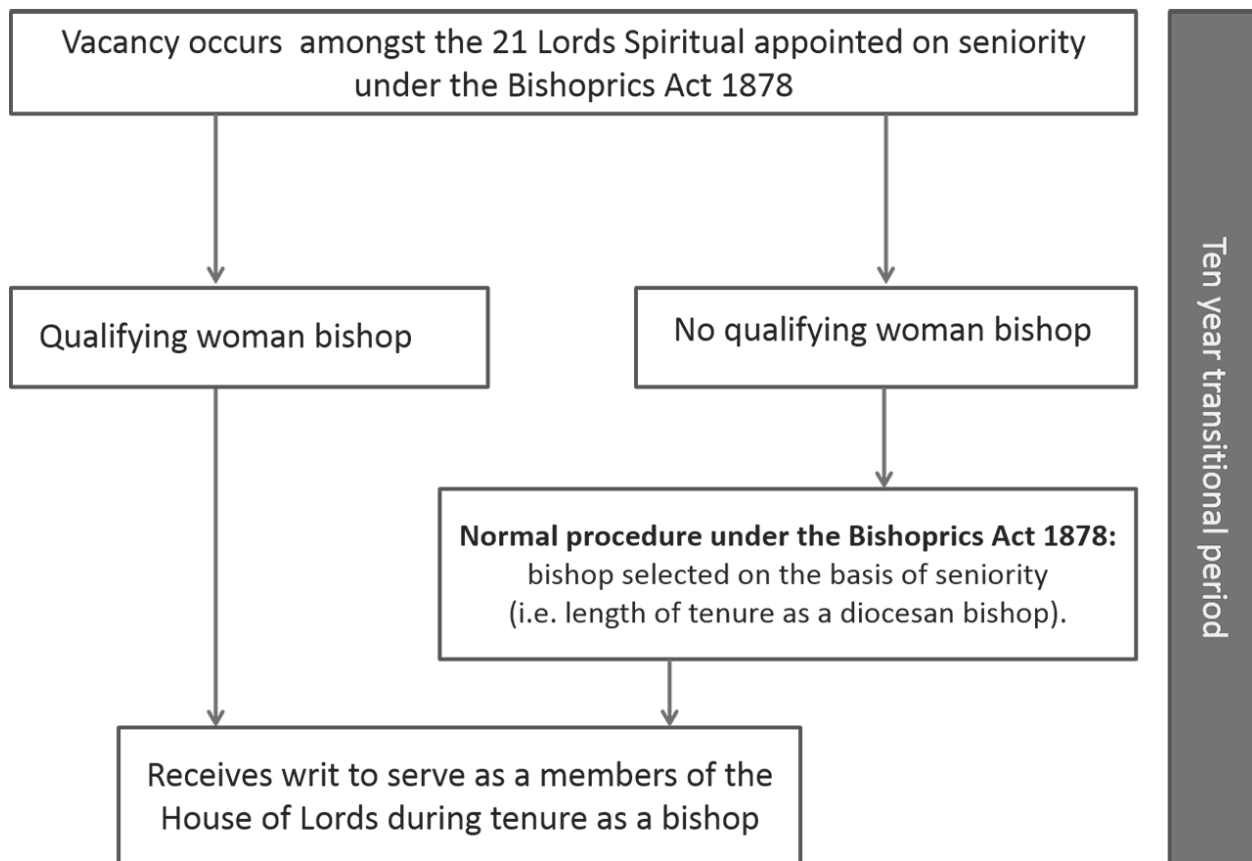 Vacancy occurs amongst the 21 Lords Spiritual appointed on seniority
under the Bishoprics Act 1878
Qualifying woman bishop
No qualifying woman bishop
Normal procedure under the Bishoprics Act 1878:
bishop selected on the basis of seniority
(i.e. length of tenure as a diocesan bishop).
Receives writ to serve as a members of the
House of Lords during tenure as a bishop
Ten year transitional period